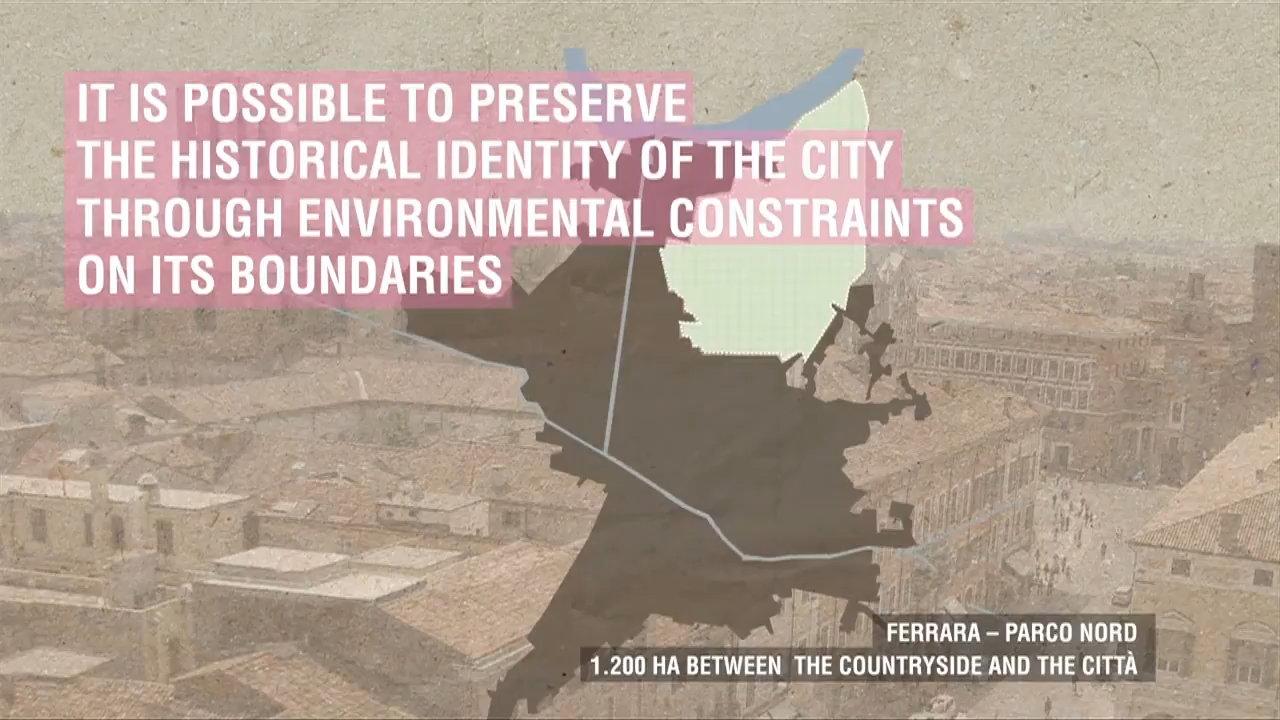 IT IS POSSIBLE TO PRESERVE
THE HISTORICAL IDENTITY OF THE CITY
THROUGH ENVIRONMENTAL CONSTRAINTS
ON ITS BOUNDARIES
FERRARA – PARCO NORD
1.200 HA BETWEEN THE COUNTRYSIDE AND THE CITTÀ